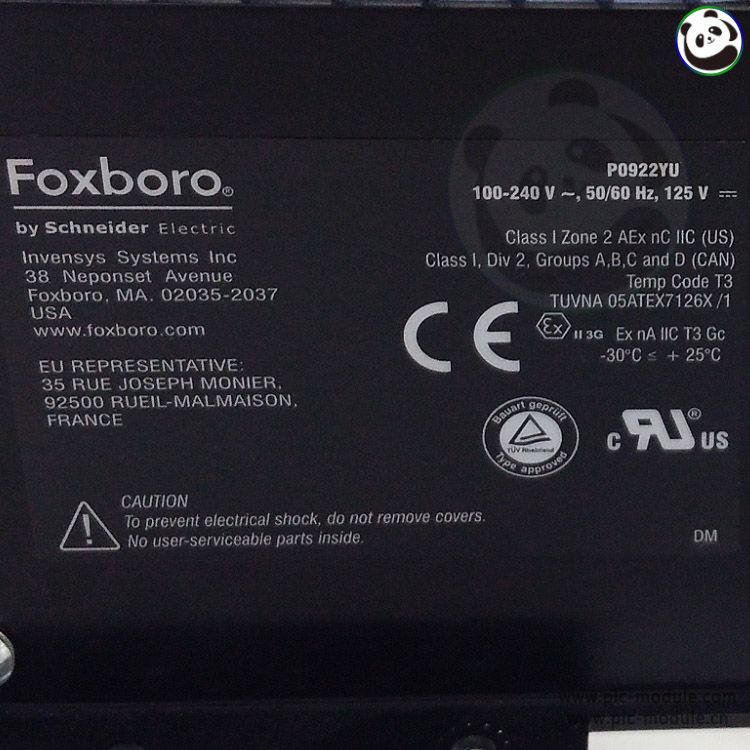 Foxboro®
by Schneider Electric
Invensys Systems Inc
38 Neponset Avenue
Foxboro, MA. 02035-2037
USA
www.foxboro.com
EU REPRESENTATIVE:
35 RUE JOSEPH MONIER,
92500 RUEIL-MALMAISON,
FRANCE
P0922YU
100-240 V ~, 50/60 Hz, 125 V ⎓
Class I Zone 2 AEx nC IIC (US)
Class I, Div 2, Groups A,B,C and D (CAN)
Temp Code T3
TUVNA 05ATEX7126X /1
CE
Ex II 3G Ex nA IIC T3 Gc
-30°C ≤ + 25°C
Bauart geprüft
TÜV Rheinland
Type approved
C RU® US
CAUTION
To prevent electrical shock, do not remove covers.
No user-serviceable parts inside.
DM
www.plc-module.com
www.plc-module.cn